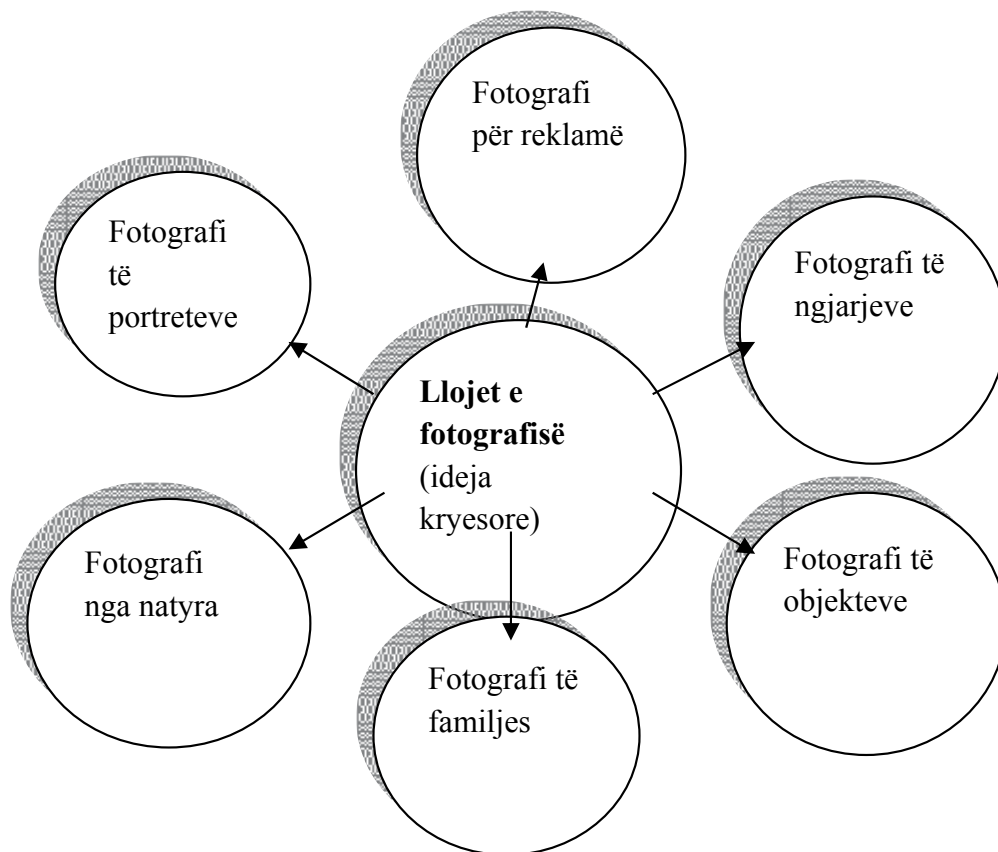 Fotografi
për reklamë
Fotografi
të
portreteve
Fotografi të
ngjarjeve
Llojet e
fotografisë
(ideja
kryesore)
Fotografi
nga natyra
Fotografi të
objekteve
Fotografi të
familjes